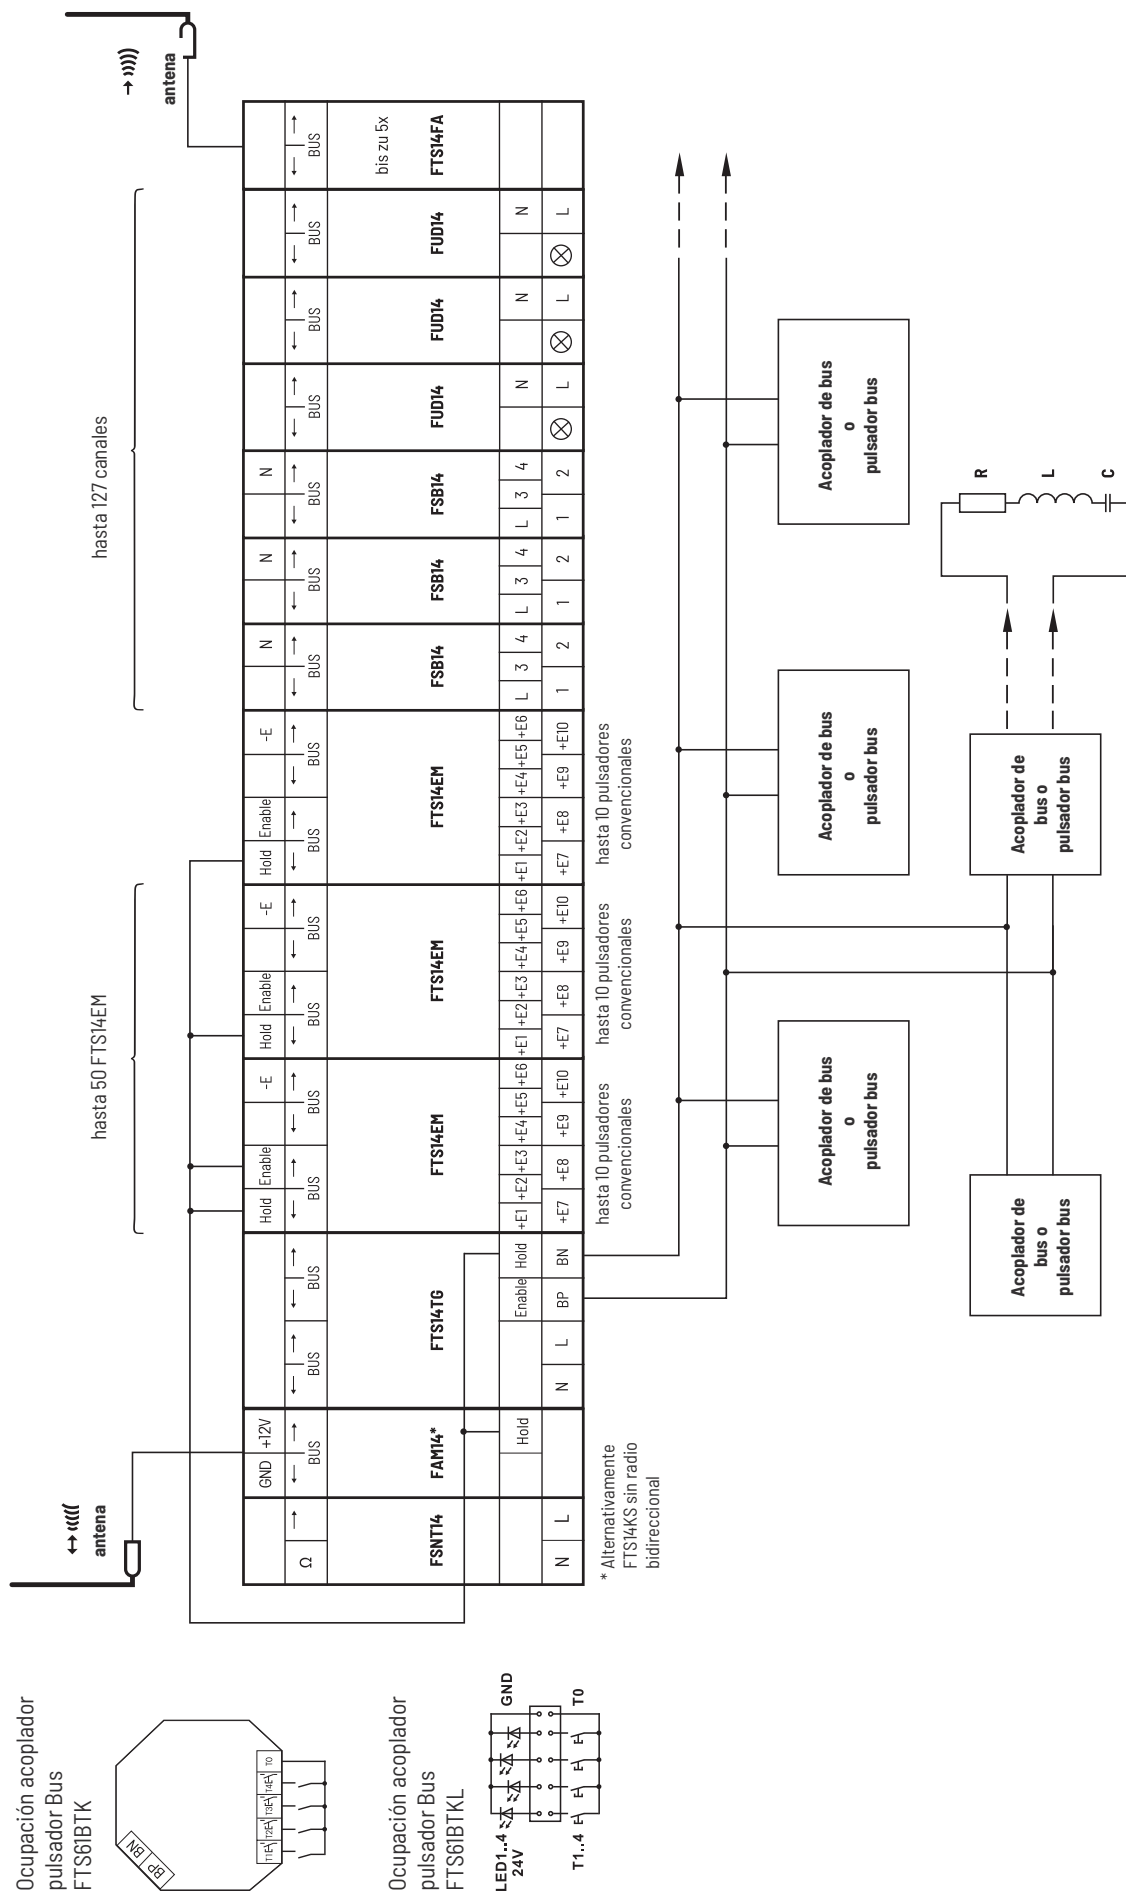 Ocupación acoplador
pulsador Bus
FTS61BTK
BP
BN
T1
T2
T3
T4
T0
Ocupación acoplador
pulsador Bus
FTS61BTKL
LED1..4
24V
GND
T1..4
T0
antena
antena
hasta 50 FTS14EM
hasta 127 canales
Ω
FSNT14
N
L
GND
+12V
BUS
FAM14*
Hold
BUS
BUS
FTS14TG
Enable
Hold
N
L
BP
BN
Hold
Enable
-E
BUS
BUS
FTS14EM
+E1
+E2
+E3
+E4
+E5
+E6
+E7
+E8
+E9
+E10
Hold
Enable
-E
BUS
BUS
FTS14EM
+E1
+E2
+E3
+E4
+E5
+E6
+E7
+E8
+E9
+E10
Hold
Enable
-E
BUS
BUS
FTS14EM
+E1
+E2
+E3
+E4
+E5
+E6
+E7
+E8
+E9
+E10
N
BUS
FSB14
L
3
4
1
2
N
BUS
FSB14
L
3
4
1
2
N
BUS
FSB14
L
3
4
1
2
BUS
FUD14
N
L
BUS
FUD14
N
L
BUS
FUD14
N
L
BUS
bis zu 5x
FTS14FA
* Alternativamente
FTS14KS sin radio
bidireccional
hasta 10 pulsadores
convencionales
hasta 10 pulsadores
convencionales
hasta 10 pulsadores
convencionales
Acoplador de bus
o
pulsador bus
Acoplador de bus
o
pulsador bus
Acoplador de bus
o
pulsador bus
Acoplador de
bus o
pulsador bus
Acoplador de
bus o
pulsador bus
R
L
C